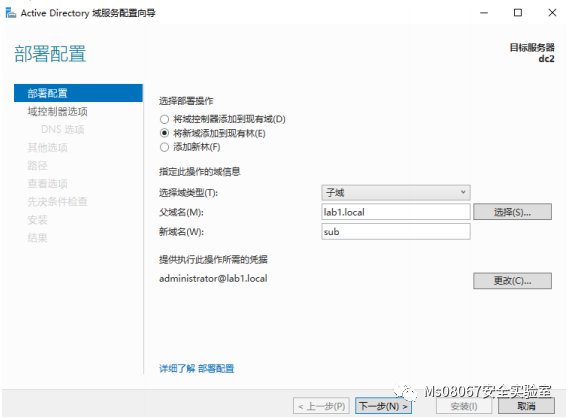 Active Directory 域服务配置向导
部署配置
目标服务器
dc2
部署配置
域控制器选项
DNS 选项
其他选项
路径
查看选项
先决条件检查
安装
结果
选择部署操作
将域控制器添加到现有域(D)
将新域添加到现有林(E)
添加新林(F)
指定此操作的域信息
选择域类型(T): 子域
父域名(M): lab1.local 选择(S)...
新域名(W): sub
提供执行此操作所需的凭据
administrator@lab1.local 更改(C)...
详细了解 部署配置
< 上一步(P) 下一步(N) > 安装(I) 取消
Ms08067安全实验室